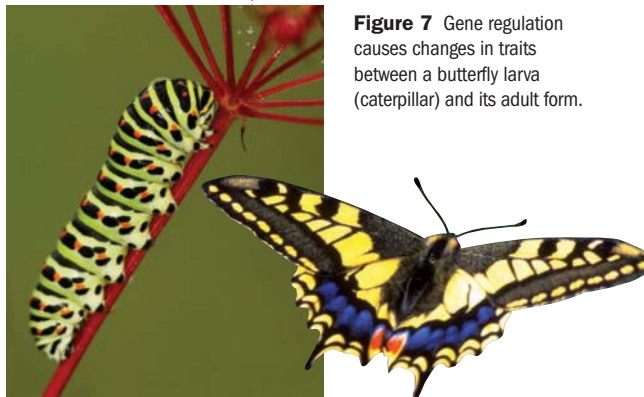 Figure 7 Gene regulation
causes changes in traits
between a butterfly larva
(caterpillar) and its adult form.